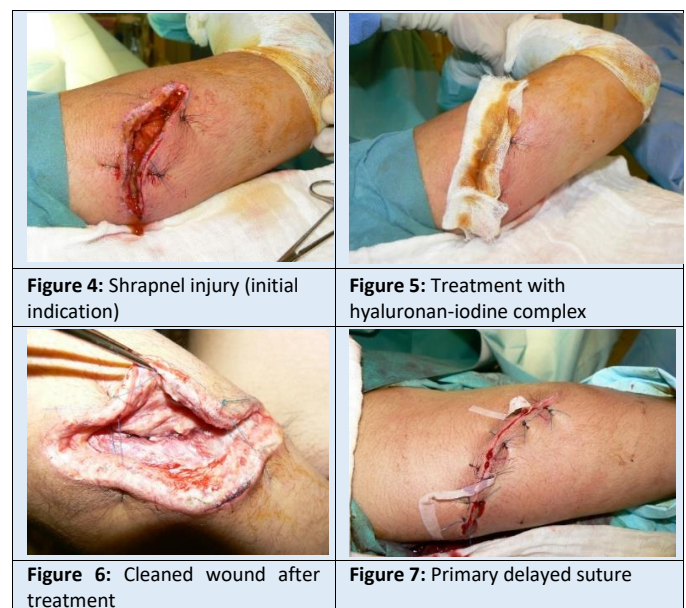 Figure 4: Shrapnel injury (initial
indication)
Figure 5: Treatment with
hyaluronan-iodine complex
Figure 6: Cleaned wound after
treatment
Figure 7: Primary delayed suture